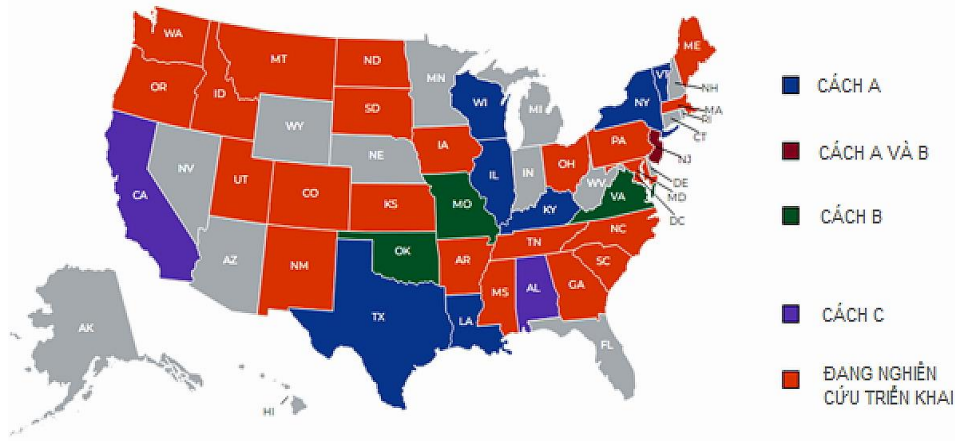 WA
MT
ND
MN
ME
OR
ID
SD
WI
MI
NY
VT
NH
MA
RI
CT
WY
IA
NE
PA
NJ
NV
UT
CO
KS
MO
IL
IN
OH
WV
VA
DE
MD
DC
CA
KY
AZ
NM
OK
AR
TN
NC
SC
TX
LA
MS
AL
GA
FL
AK
HI
CÁCH A
CÁCH A VÀ B
CÁCH B
CÁCH C
ĐANG NGHIÊN
CỨU TRIỂN KHAI